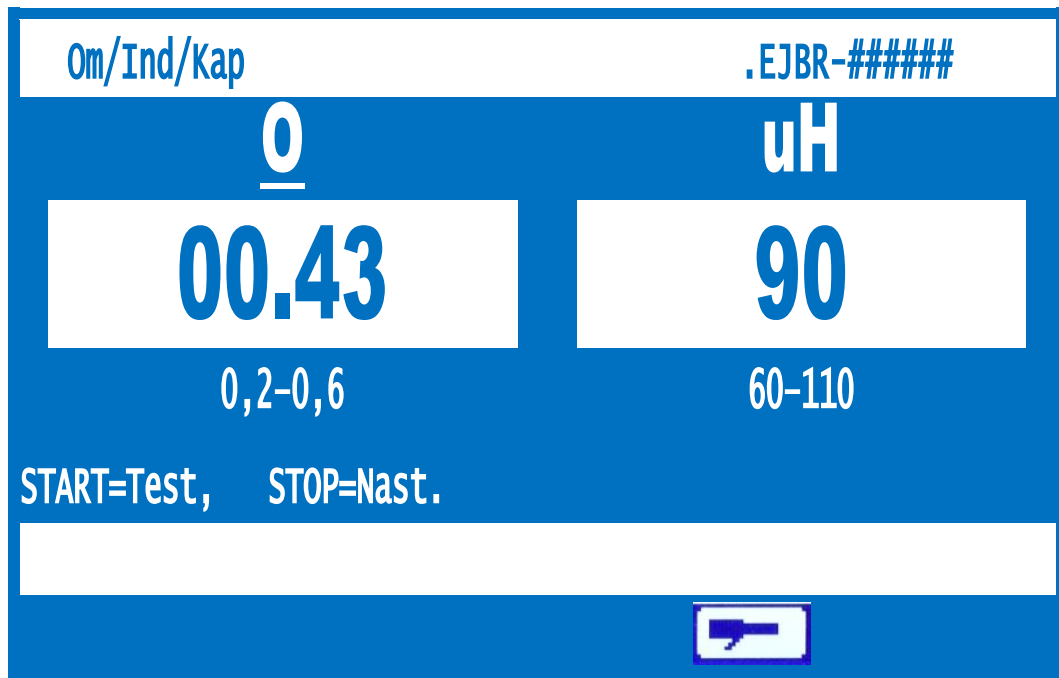 Om/Ind/Kap .EJBR-######
O uH
00.43 90
0,2-0,6 60-110
START=Test, STOP=Nast.